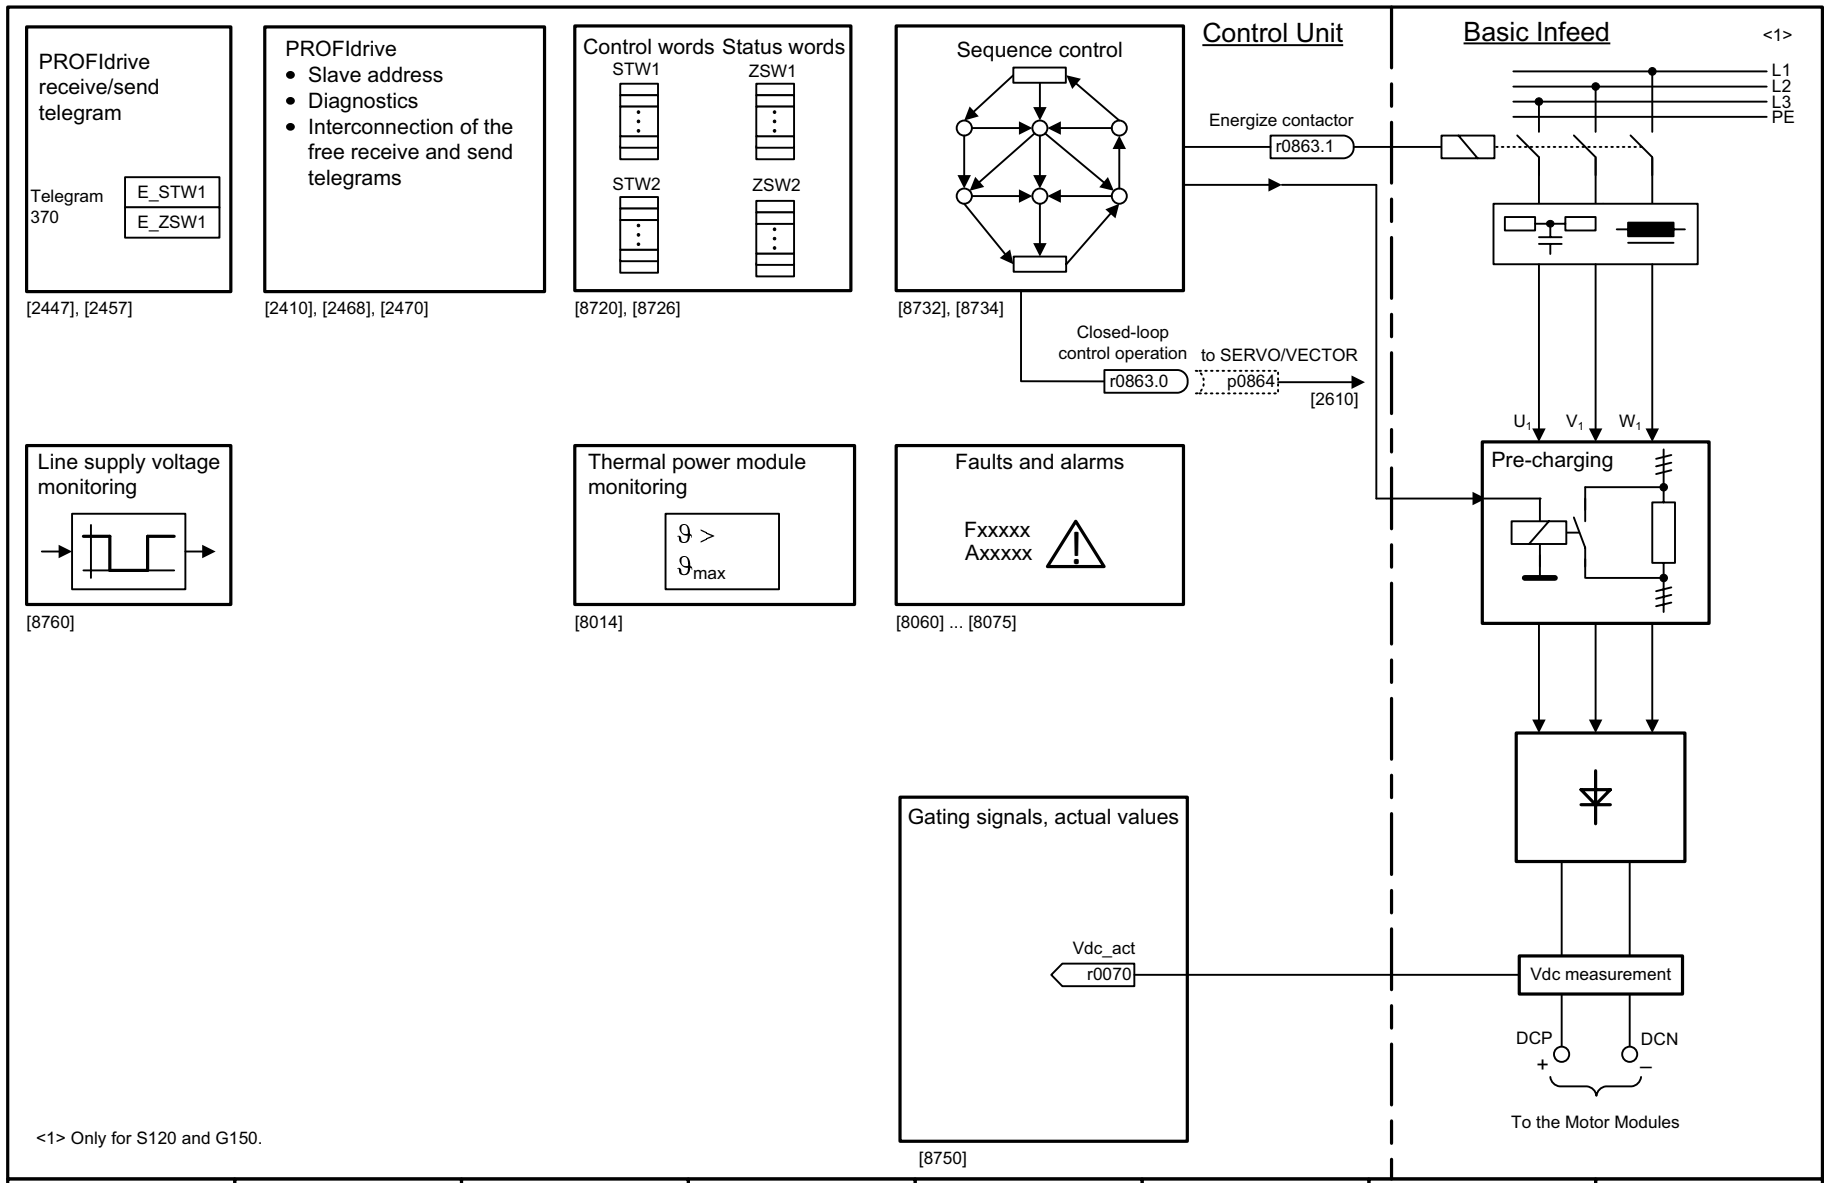 PROFIdrive
receive/send
telegram
Telegram
370
E_STW1
E_ZSW1
[2447], [2457]
PROFIdrive
• Slave address
• Diagnostics
• Interconnection of the
free receive and send
telegrams
[2410], [2468], [2470]
Control words Status words
STW1 ZSW1
STW2 ZSW2
[8720], [8726]
Sequence control
[8732], [8734]
Control Unit
Energize contactor
r0863.1
Closed-loop
control operation
r0863.0
to SERVO/VECTOR
p0864
[2610]
Basic Infeed
<1>
L1
L2
L3
PE
U1 V1 W1
Pre-charging
Line supply voltage
monitoring
[8760]
Thermal power module
monitoring
ϑ >
ϑmax
[8014]
Faults and alarms
Fxxxxx
Axxxxx
!
[8060] ... [8075]
Gating signals, actual values
Vdc_act
r0070
[8750]
Vdc measurement
DCP DCN
+ –
To the Motor Modules
<1> Only for S120 and G150.